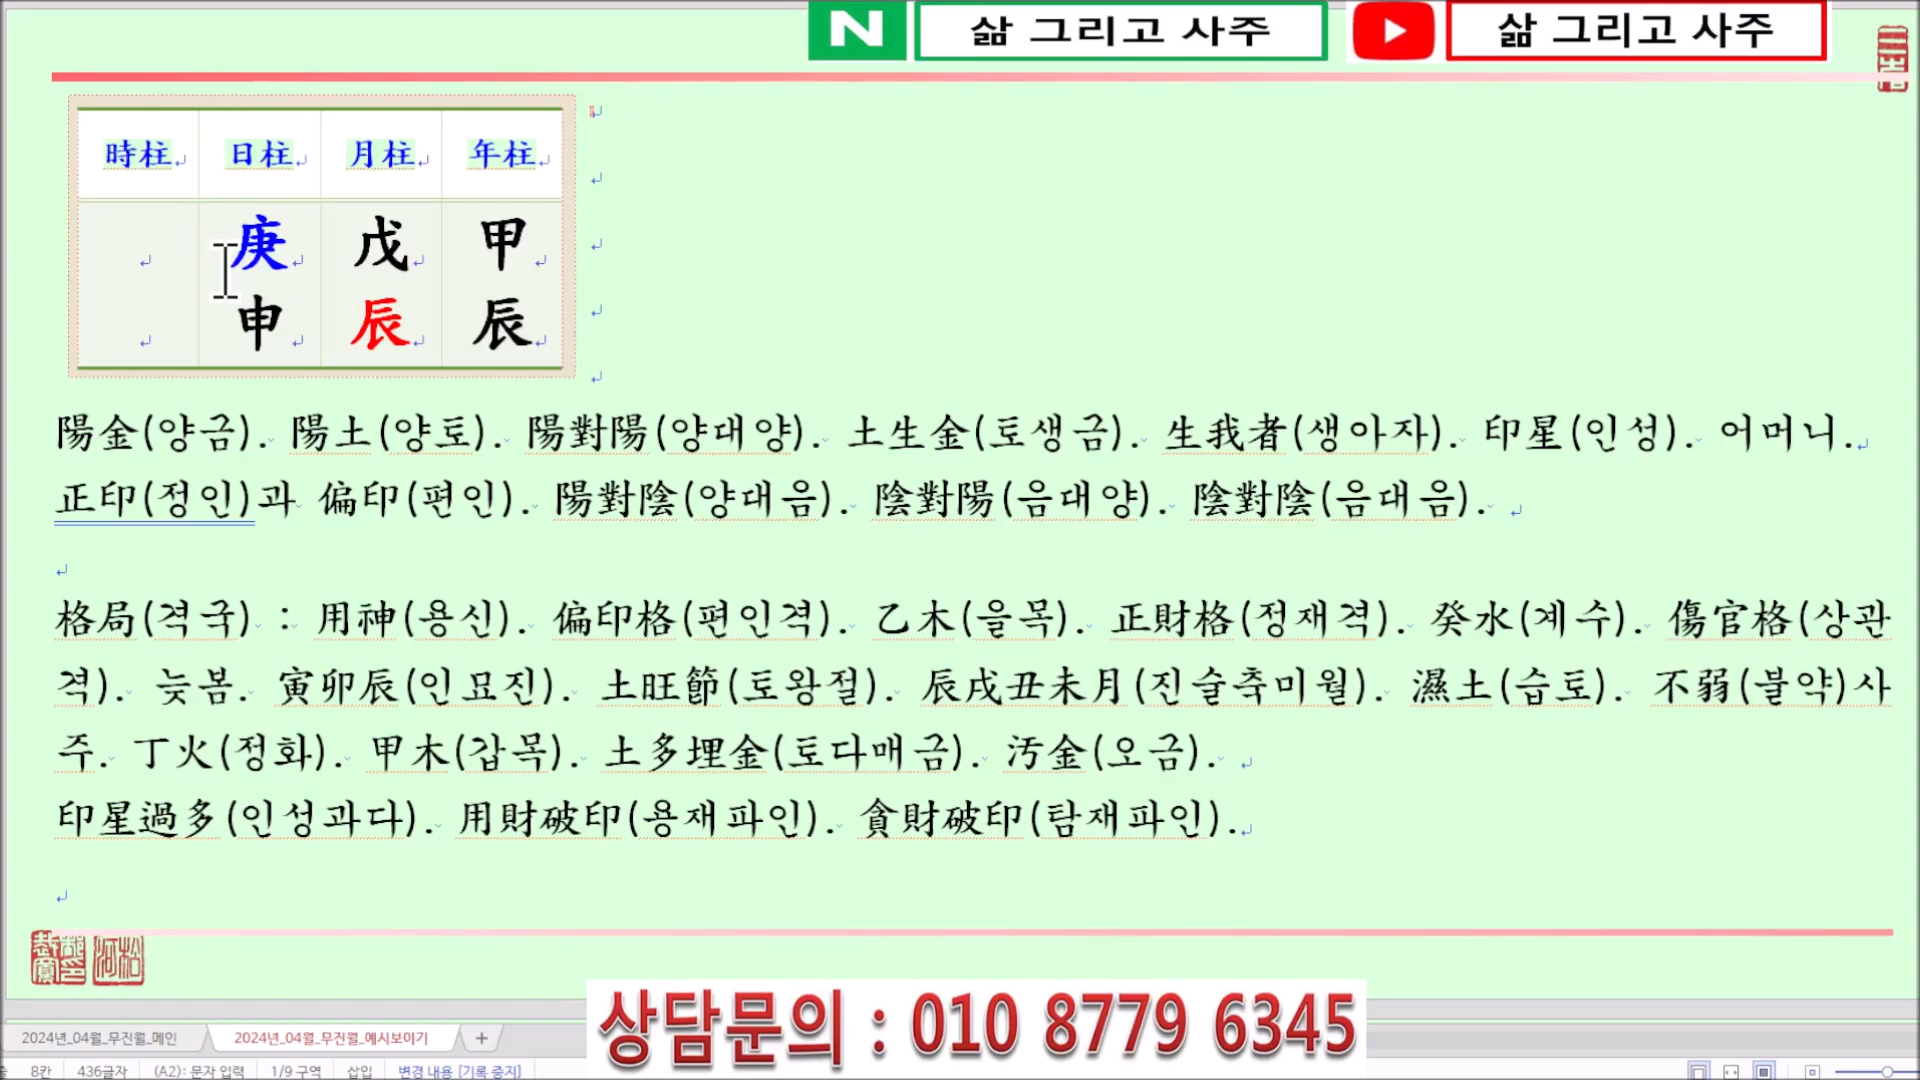 N 삶 그리고 사주 삶 그리고 사주
時柱 日柱 月柱 年柱
庚 戊 甲
申 辰 辰
陽金(양금). 陽土(양토). 陽對陽(양대양). 土生金(토생금). 生我者(생아자). 印星(인성). 어머니.
正印(정인)과 偏印(편인). 陽對陰(양대음). 陰對陽(음대양). 陰對陰(음대음).
格局(격국) : 用神(용신). 偏印格(편인격). 乙木(을목). 正財格(정재격). 癸水(계수). 傷官格(상관
격). 늦봄. 寅卯辰(인묘진). 土旺節(토왕절). 辰戌丑未月(진술축미월). 濕土(습토). 不弱(불약)사
주. 丁火(정화). 甲木(갑목). 土多埋金(토다매금). 汚金(오금).
印星過多(인성과다). 用財破印(용재파인). 貪財破印(탐재파인).
상담문의 : 010 8779 6345
2024년_04월_무진월_메인 2024년_04월_무진월_예시보이기 +
8칸 436글자 (A2): 문자 입력 1/9 구역 삽입 변경 내용 [기록 중지]